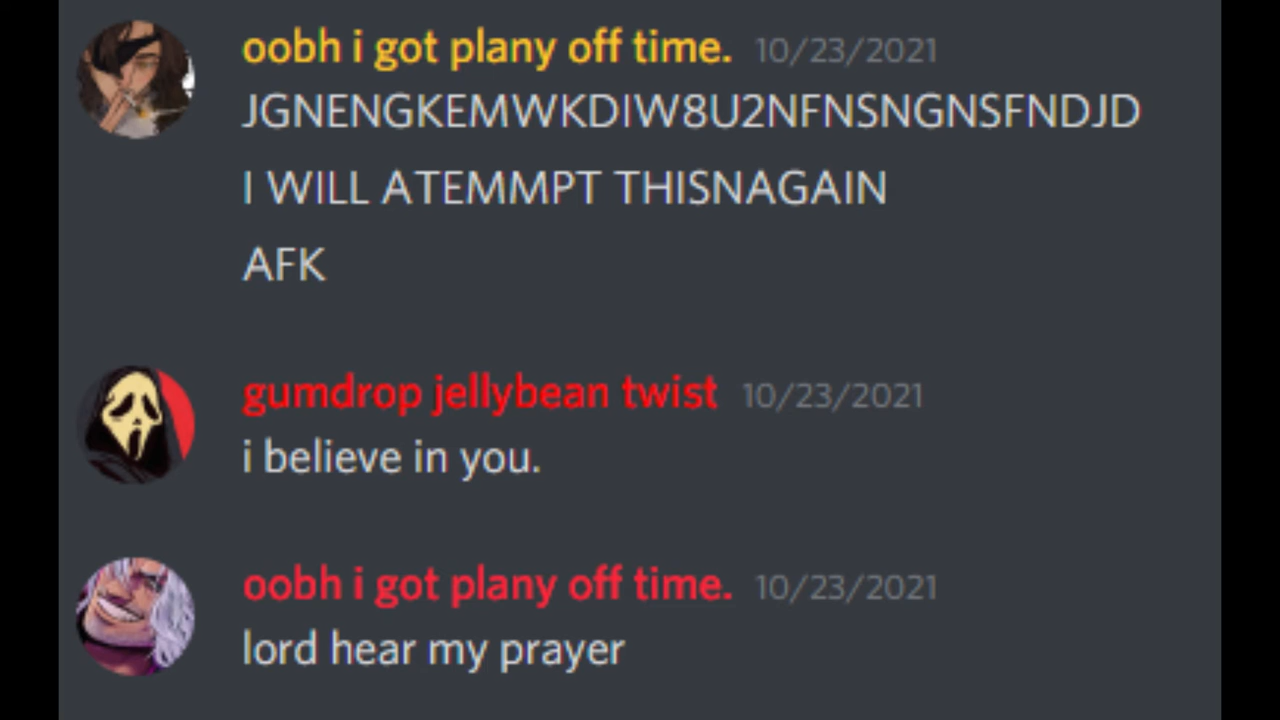 oobh i got plany off time. 10/23/2021
JGNENGKEMWKDIW8U2NFNSNGNSFNDJD
I WILL ATEMMPT THISNAGAIN
AFK
gumdrop jellybean twist 10/23/2021
i believe in you.
oobh i got plany off time. 10/23/2021
lord hear my prayer